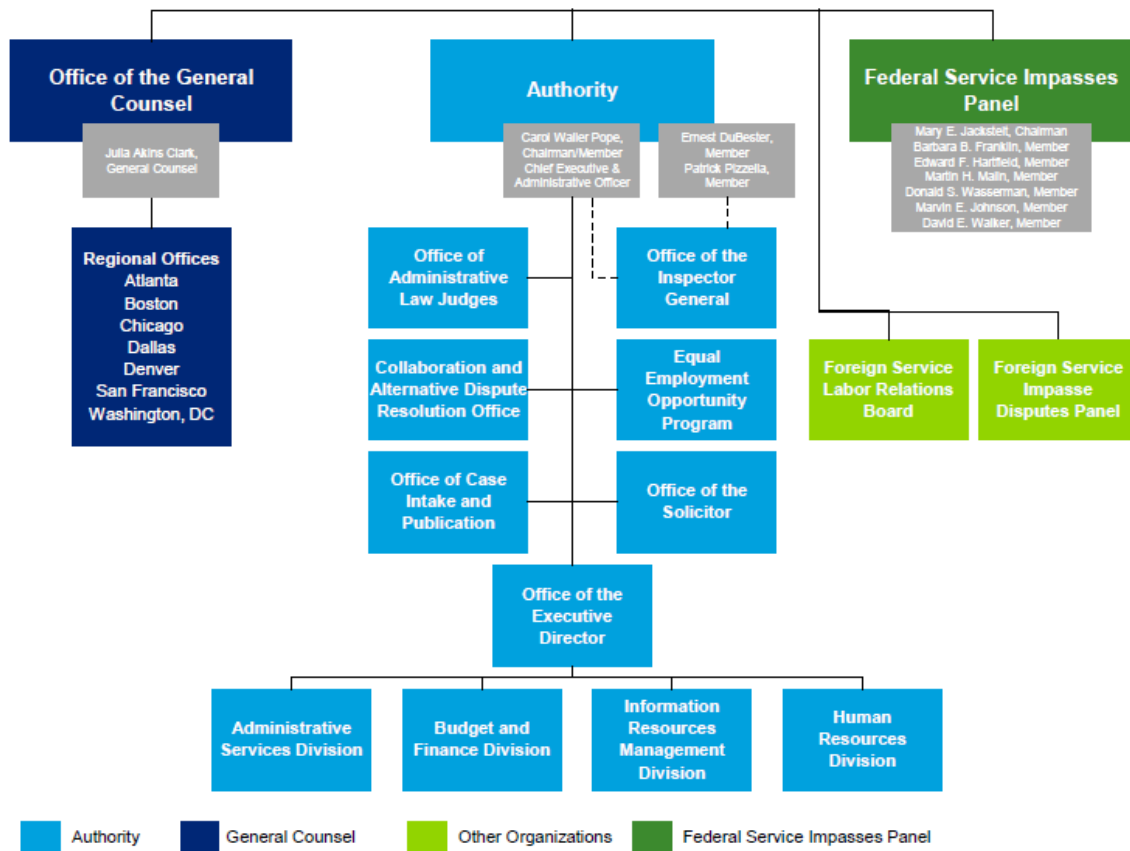 Office of the General
Counsel
Julia Akins Clark,
General Counsel
Regional Offices
Atlanta
Boston
Chicago
Dallas
Denver
San Francisco
Washington, DC
Authority
Carol Waller Pope,
Chairman/Member
Chief Executive &
Administrative Officer
Ernest DuBester,
Member
Patrick Pizzella,
Member
Federal Service Impasses
Panel
Mary E. Jacksteit, Chairman
Barbara B. Franklin, Member
Edward F. Hartfield, Member
Martin H. Malin, Member
Donald S. Wasserman, Member
Marvin E. Johnson, Member
David E. Walker, Member
Office of
Administrative
Law Judges
Office of the
Inspector
General
Collaboration and
Alternative Dispute
Resolution Office
Equal
Employment
Opportunity
Program
Foreign Service
Labor Relations
Board
Foreign Service
Impasse
Disputes Panel
Office of Case
Intake and
Publication
Office of the
Solicitor
Office of the
Executive
Director
Administrative
Services Division
Budget and
Finance Division
Information
Resources
Management
Division
Human
Resources
Division
Authority
General Counsel
Other Organizations
Federal Service Impasses Panel